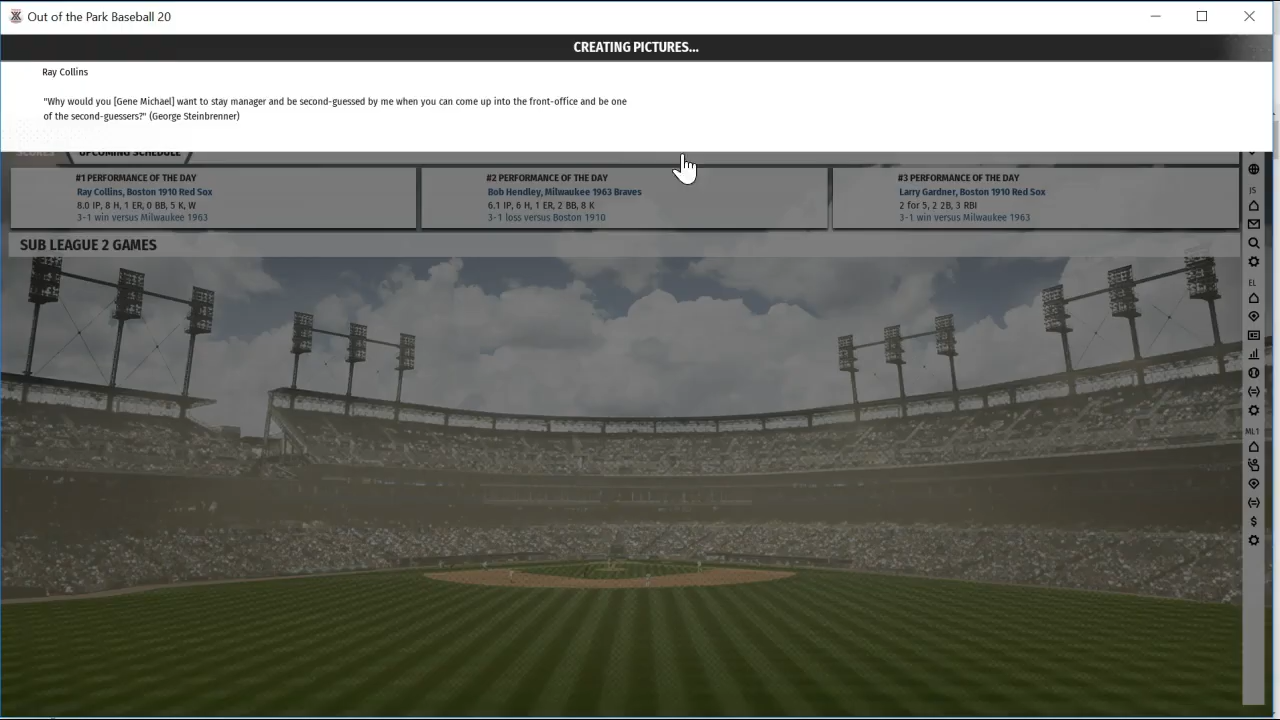 Out of the Park Baseball 20
CREATING PICTURES...
Ray Collins
"Why would you [Gene Michael] want to stay manager and be second-guessed by me when you can come up into the front-office and be one
of the second-guessers?" (George Steinbrenner)
SCORES UPCOMING SCHEDULE
#1 PERFORMANCE OF THE DAY
Ray Collins, Boston 1910 Red Sox
8.0 IP, 8 H, 1 ER, 0 BB, 5 K, W
3-1 win versus Milwaukee 1963
#2 PERFORMANCE OF THE DAY
Bob Hendley, Milwaukee 1963 Braves
6.1 IP, 6 H, 1 ER, 2 BB, 8 K
3-1 loss versus Boston 1910
#3 PERFORMANCE OF THE DAY
Larry Gardner, Boston 1910 Red Sox
2 for 5, 2 2B, 3 RBI
3-1 win versus Milwaukee 1963
SUB LEAGUE 2 GAMES
JS
EL
ML1